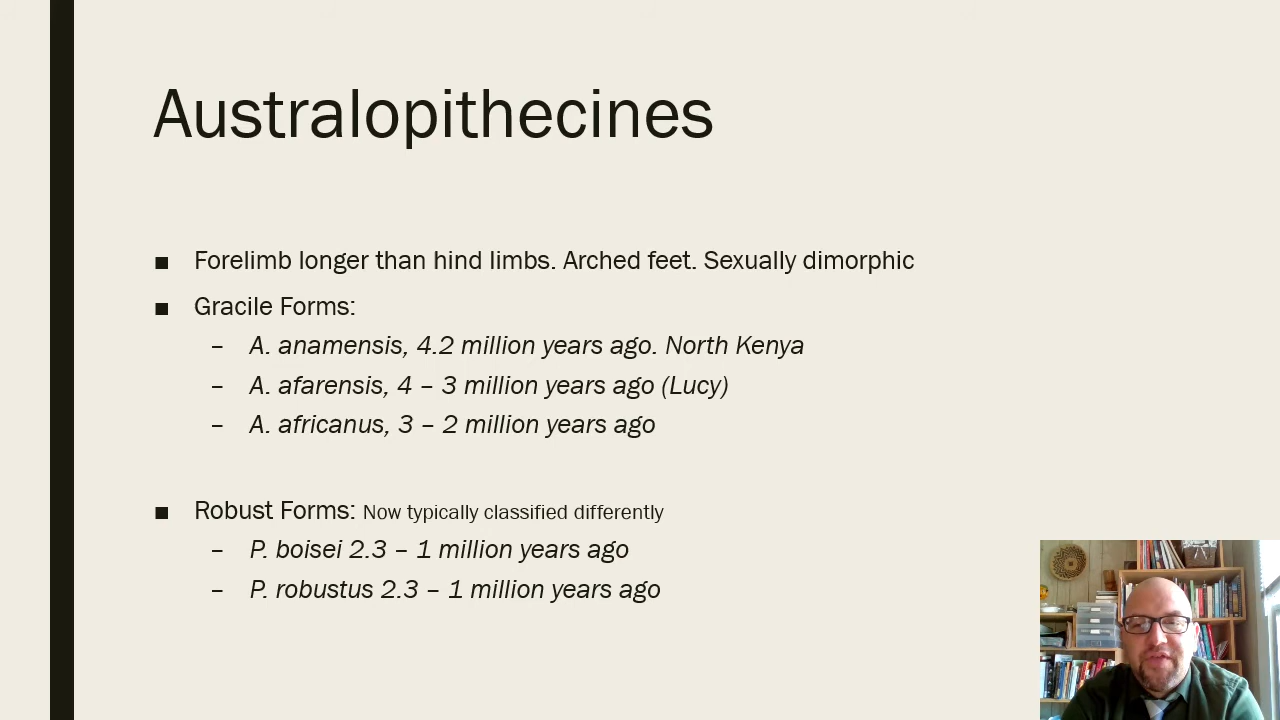 Australopithecines
■ Forelimb longer than hind limbs. Arched feet. Sexually dimorphic
■ Gracile Forms:
– A. anamensis, 4.2 million years ago. North Kenya
– A. afarensis, 4 – 3 million years ago (Lucy)
– A. africanus, 3 – 2 million years ago
■ Robust Forms: Now typically classified differently
– P. boisei 2.3 – 1 million years ago
– P. robustus 2.3 – 1 million years ago